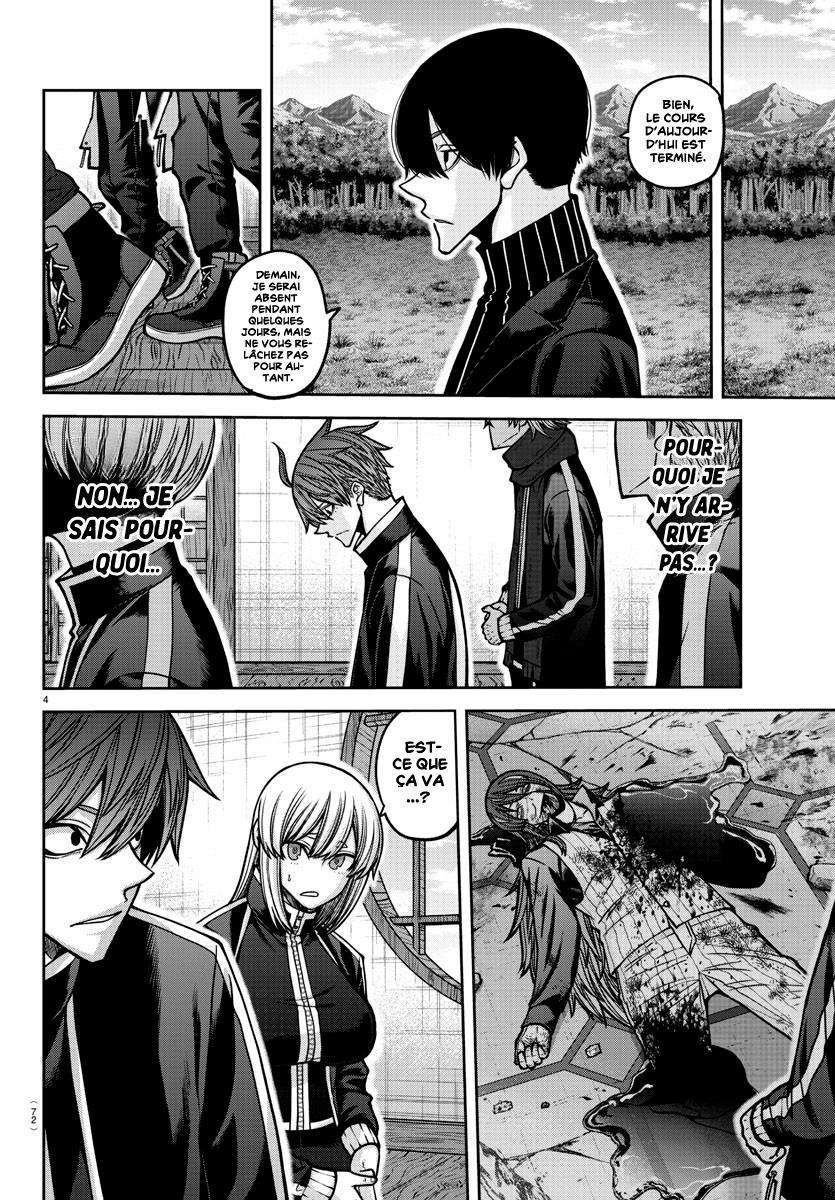 BIEN,
LE COURS
D'AUJOUR-
D'HUI EST
TERMINÉ.
DEMAIN,
JE SERAI
ABSENT
PENDANT
QUELQUES
JOURS, MAIS
NE VOUS RE-
LÂCHEZ PAS
POUR AU-
TANT.
POUR-
QUOI JE
N'Y AR-
RIVE
PAS...?
NON... JE
SAIS POUR-
QUOI...
4
EST-
CE QUE
ÇA VA
...?
(72)